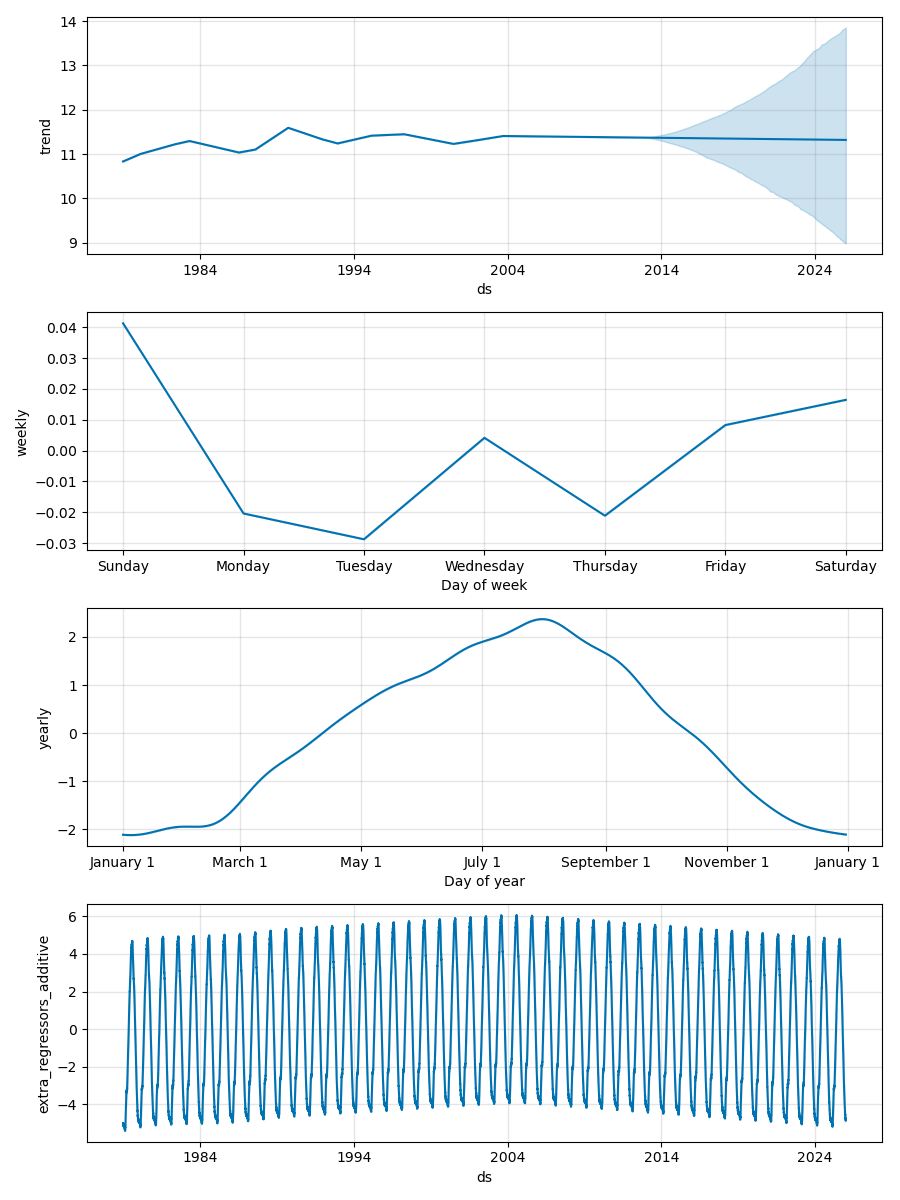 14
13
12
11
10
9
trend
1984 1994 2004 2014 2024
ds
0.04
0.03
0.02
0.01
0.00
−0.01
−0.02
−0.03
weekly
Sunday Monday Tuesday Wednesday Thursday Friday Saturday
Day of week
2
1
0
−1
−2
yearly
January 1 March 1 May 1 July 1 September 1 November 1 January 1
Day of year
6
4
2
0
−2
−4
extra_regressors_additive
1984 1994 2004 2014 2024
ds